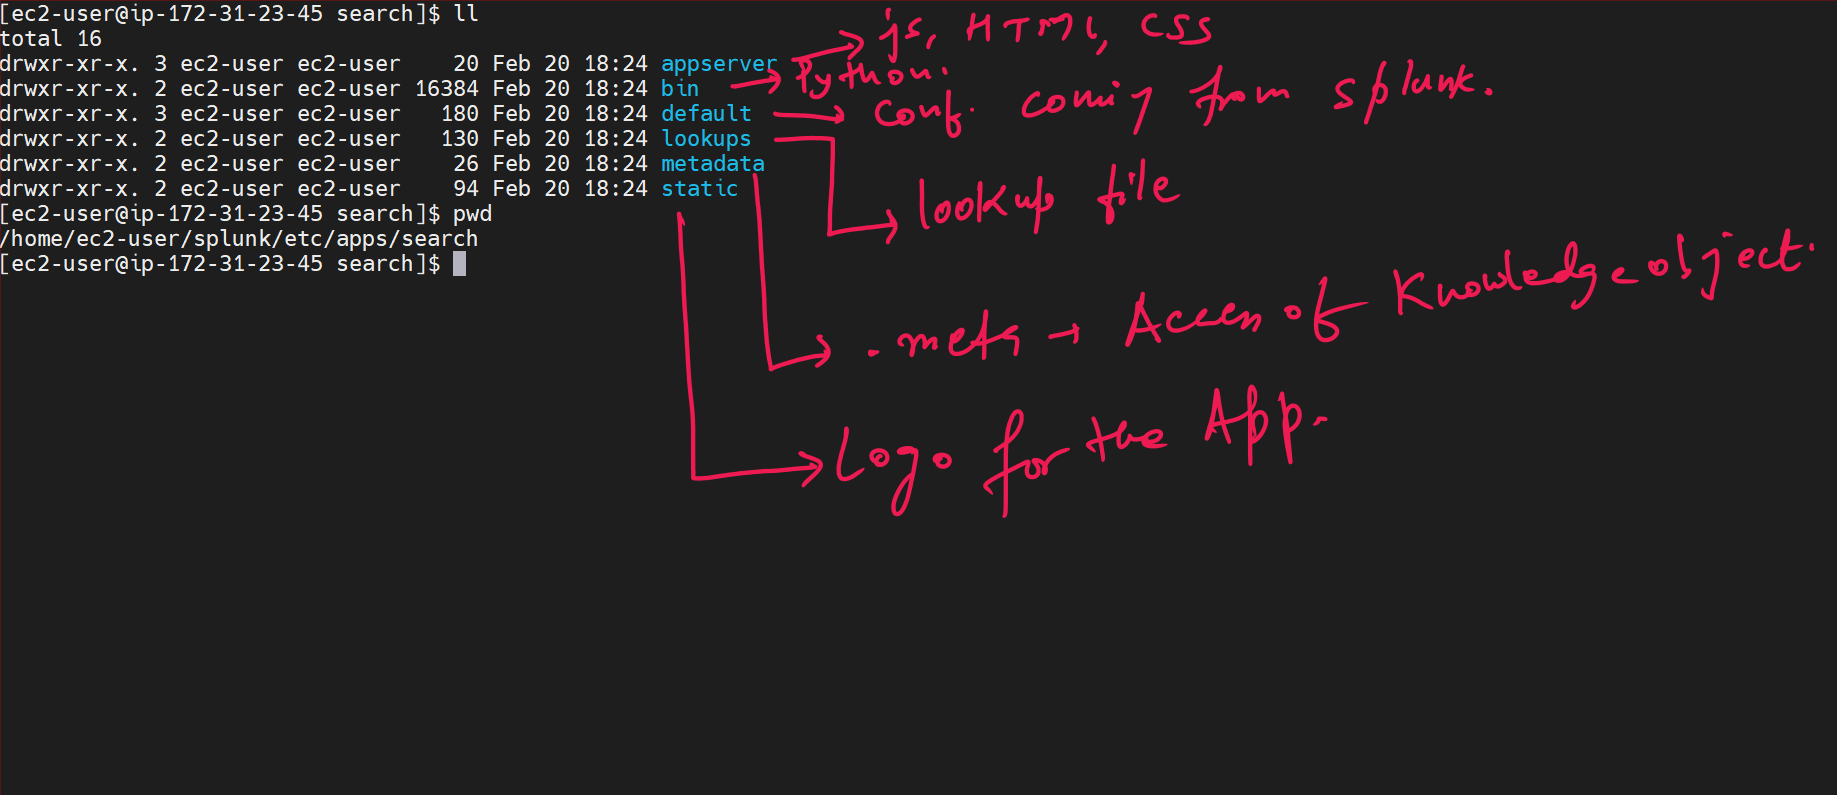 [ec2-user@ip-172-31-23-45 search]$ ll
total 16
drwxr-xr-x. 3 ec2-user ec2-user    20 Feb 20 18:24 appserver
js, HTML, CSS
drwxr-xr-x. 2 ec2-user ec2-user 16384 Feb 20 18:24 bin
Python.
drwxr-xr-x. 3 ec2-user ec2-user   180 Feb 20 18:24 default
conf. coming from splunk.
drwxr-xr-x. 2 ec2-user ec2-user   130 Feb 20 18:24 lookups
lookup file
drwxr-xr-x. 2 ec2-user ec2-user    26 Feb 20 18:24 metadata
drwxr-xr-x. 2 ec2-user ec2-user    94 Feb 20 18:24 static
[ec2-user@ip-172-31-23-45 search]$ pwd
/home/ec2-user/splunk/etc/apps/search
[ec2-user@ip-172-31-23-45 search]$
.meta → Access of Knowledge object.
Logo for the App.